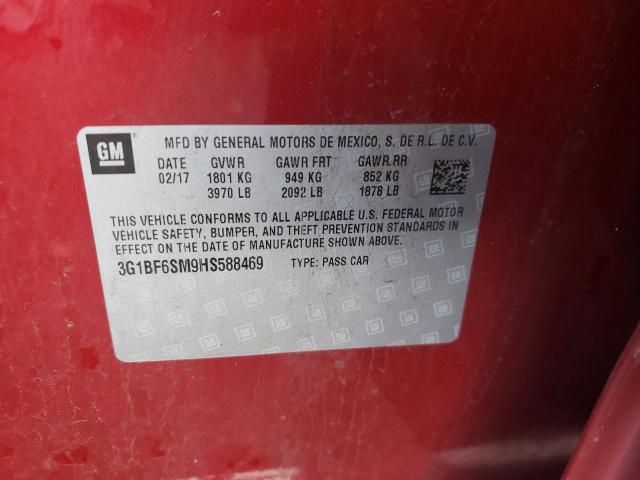 GM
MFD BY GENERAL MOTORS DE MEXICO, S. DE R.L. DE C.V.
DATE GVWR GAWR FRT GAWR RR
02/17 1801 KG 949 KG 852 KG
3970 LB 2092 LB 1878 LB
THIS VEHICLE CONFORMS TO ALL APPLICABLE U.S. FEDERAL MOTOR
VEHICLE SAFETY, BUMPER, AND THEFT PREVENTION STANDARDS IN
EFFECT ON THE DATE OF MANUFACTURE SHOWN ABOVE.
3G1BF6SM9HS588469 TYPE: PASS CAR